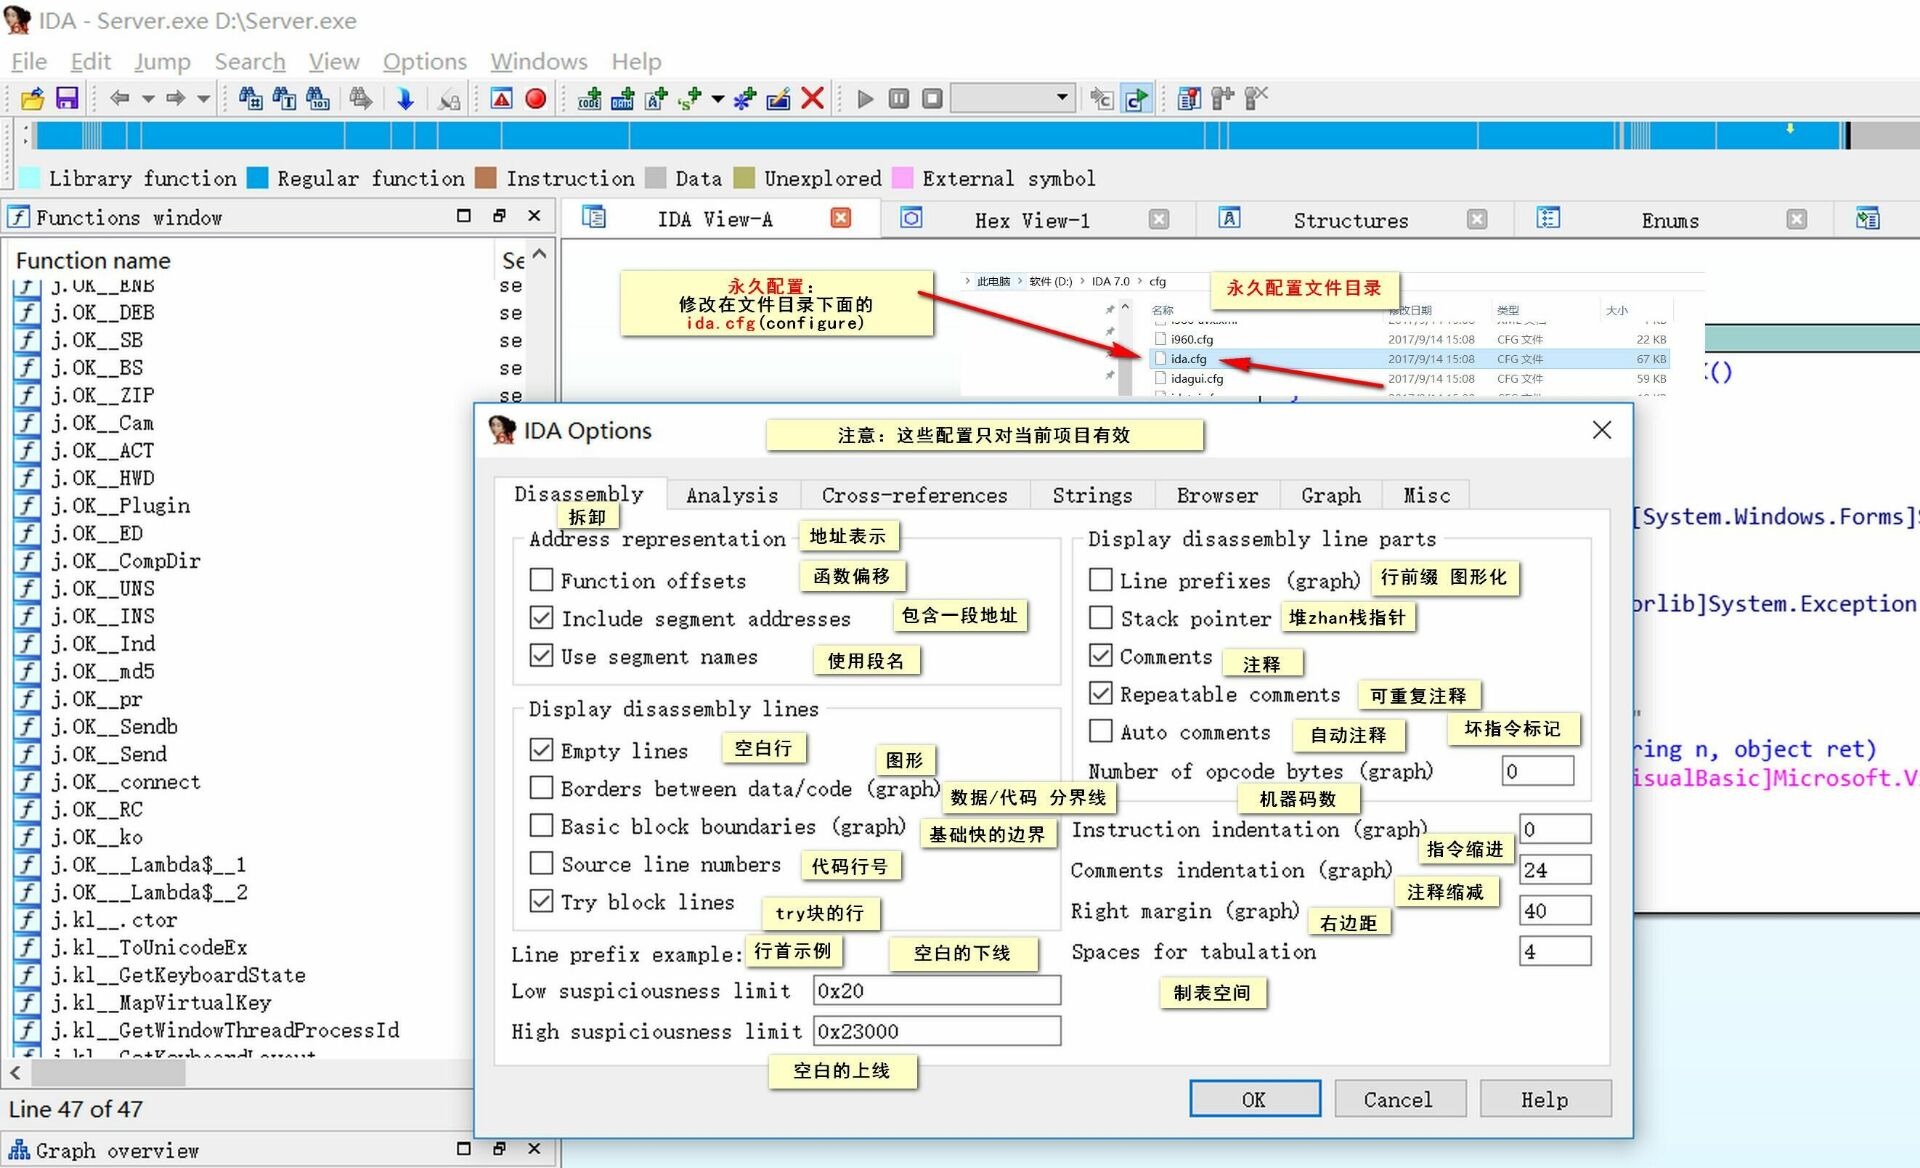 IDA - Server.exe D:\Server.exe
File Edit Jump Search View Options Windows Help
Library function Regular function Instruction Data Unexplored External symbol
Functions window
IDA View-A
Hex View-1
Structures
Enums
Function name
Se
j.OK__ENB
se
j.OK__DEB
se
j.OK__SB
se
j.OK__BS
se
j.OK__ZIP
se
j.OK__Cam
j.OK__ACT
j.OK__HWD
j.OK__Plugin
j.OK__ED
j.OK__CompDir
j.OK__UNS
j.OK__INS
j.OK__Ind
j.OK__md5
j.OK__pr
j.OK__Sendb
j.OK__Send
j.OK__connect
j.OK__RC
j.OK__ko
j.OK___Lambda$__1
j.OK___Lambda$__2
j.kl__.ctor
j.kl__ToUnicodeEx
j.kl__GetKeyboardState
j.kl__MapVirtualKey
j.kl__GetWindowThreadProcessId
j.kl__GetKeyboardLayout
Line 47 of 47
Graph overview
永久配置：
修改在文件目录下面的
ida.cfg(configure)
此电脑 > 软件 (D:) > IDA 7.0 > cfg
永久配置文件目录
名称 修改日期 类型 大小
i960.cfg 2017/9/14 15:08 CFG 文件 22 KB
ida.cfg 2017/9/14 15:08 CFG 文件 67 KB
idagui.cfg 2017/9/14 15:08 CFG 文件 59 KB
()
[System.Windows.Forms]S
orlib]System.Exception
"
ring n, object ret)
isualBasic]Microsoft.Vi
IDA Options
注意：这些配置只对当前项目有效
Disassembly Analysis Cross-references Strings Browser Graph Misc
拆卸
Address representation 地址表示
Function offsets 函数偏移
Include segment addresses 包含一段地址
Use segment names 使用段名
Display disassembly lines
Empty lines 空白行
图形
Borders between data/code (graph) 数据/代码 分界线
Basic block boundaries (graph) 基础快的边界
Source line numbers 代码行号
Try block lines try块的行
Line prefix example: 行首示例
空白的下线
Low suspiciousness limit 0x20
High suspiciousness limit 0x23000
空白的上线
Display disassembly line parts
Line prefixes (graph) 行前缀 图形化
Stack pointer 堆zhan栈指针
Comments 注释
Repeatable comments 可重复注释
Auto comments 自动注释
坏指令标记
Number of opcode bytes (graph) 0
机器码数
Instruction indentation (graph) 0
指令缩进
Comments indentation (graph) 24
注释缩减
Right margin (graph) 40
右边距
Spaces for tabulation 4
制表空间
OK Cancel Help